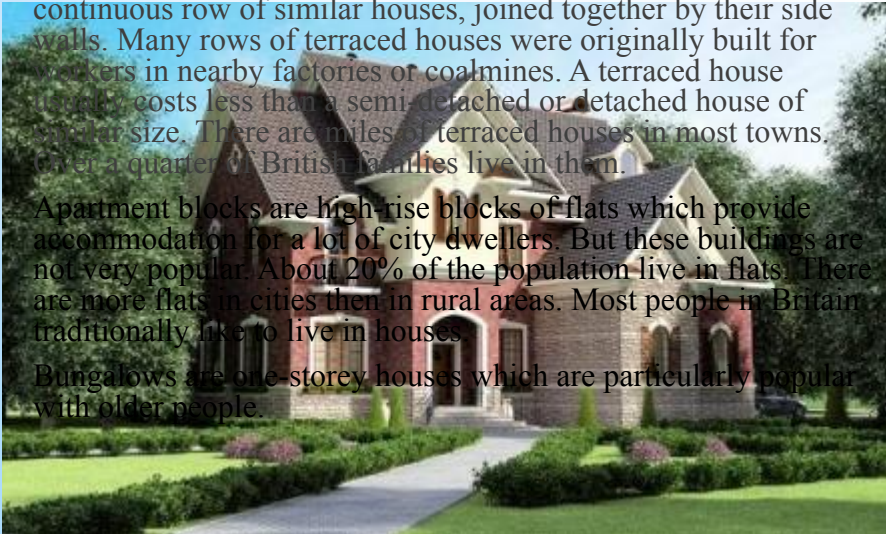 continuous row of similar houses, joined together by their side
walls. Many rows of terraced houses were originally built for
workers in nearby factories or coalmines. A terraced house
usually costs less than a semi-detached or detached house of
similar size. There are miles of terraced houses in most towns.
Over a quarter of British families live in them.
Apartment blocks are high-rise blocks of flats which provide
accommodation for a lot of city dwellers. But these buildings are
not very popular. About 20% of the population live in flats. There
are more flats in cities then in rural areas. Most people in Britain
traditionally like to live in houses.
Bungalows are one-storey houses which are particularly popular
with older people.